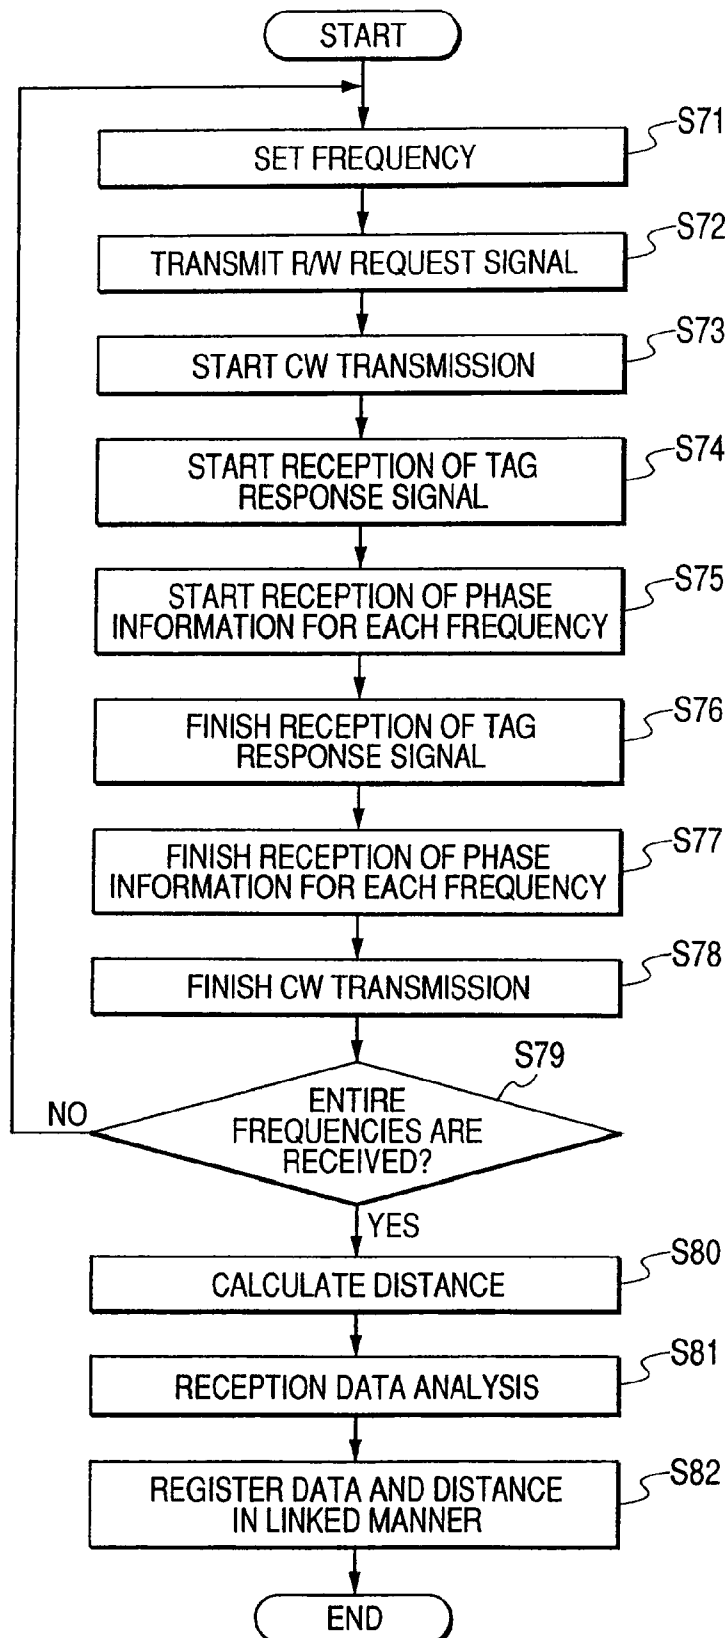 START
S71
SET FREQUENCY
S72
TRANSMIT R/W REQUEST SIGNAL
S73
START CW TRANSMISSION
S74
START RECEPTION OF TAG
RESPONSE SIGNAL
S75
START RECEPTION OF PHASE
INFORMATION FOR EACH FREQUENCY
S76
FINISH RECEPTION OF TAG
RESPONSE SIGNAL
S77
FINISH RECEPTION OF PHASE
INFORMATION FOR EACH FREQUENCY
S78
FINISH CW TRANSMISSION
S79
ENTIRE
FREQUENCIES ARE
RECEIVED?
NO
YES
S80
CALCULATE DISTANCE
S81
RECEPTION DATA ANALYSIS
S82
REGISTER DATA AND DISTANCE
IN LINKED MANNER
END